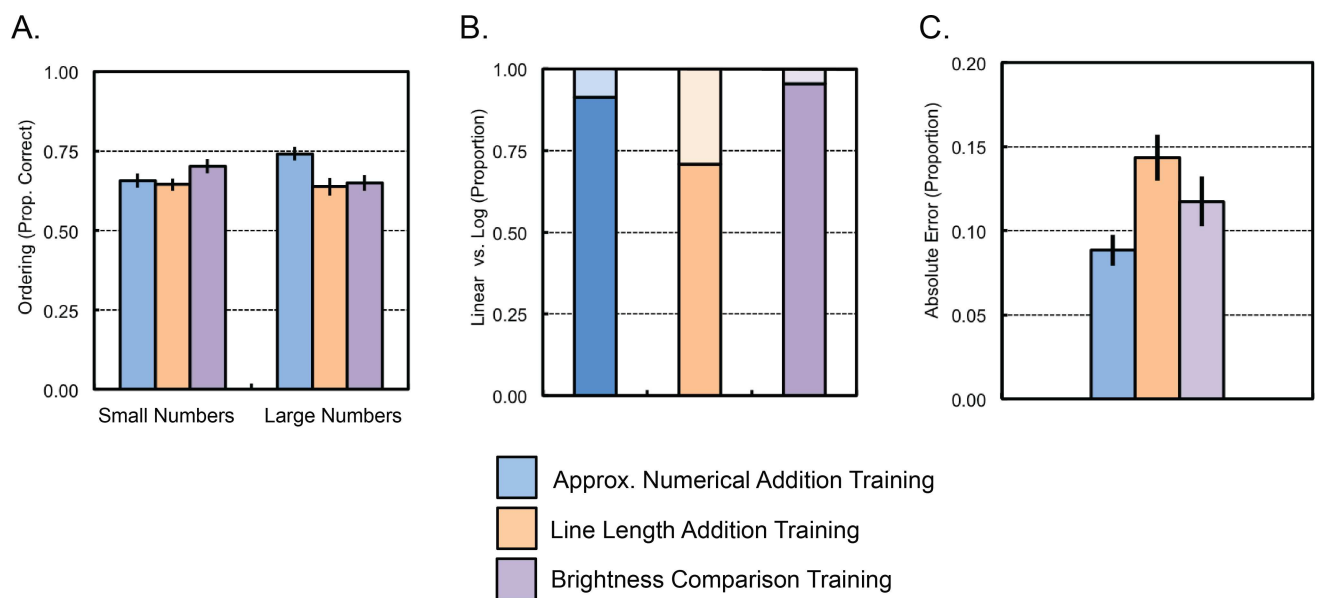 A.
Ordering (Prop. Correct)
1.00
0.75
0.50
0.25
0.00
Small Numbers
Large Numbers
B.
Linear vs. Log (Proportion)
1.00
0.75
0.50
0.25
0.00
C.
Absolute Error (Proportion)
0.20
0.15
0.10
0.05
0.00
Approx. Numerical Addition Training
Line Length Addition Training
Brightness Comparison Training